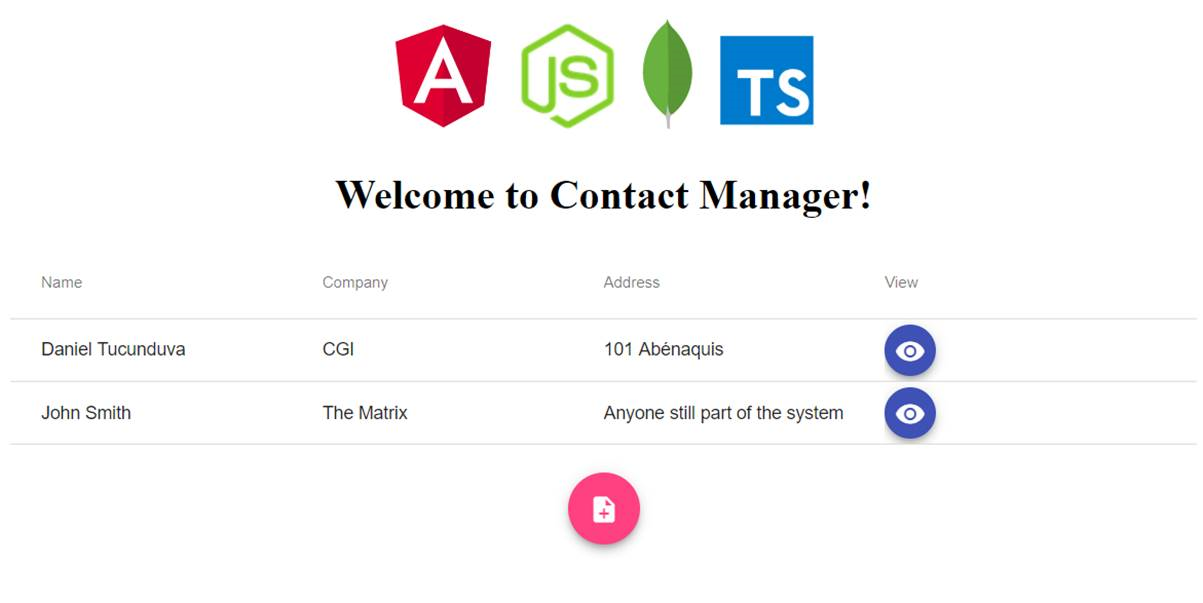 A JS TS
Welcome to Contact Manager!
Name Company Address View
Daniel Tucunduva CGI 101 Abénaquis
John Smith The Matrix Anyone still part of the system